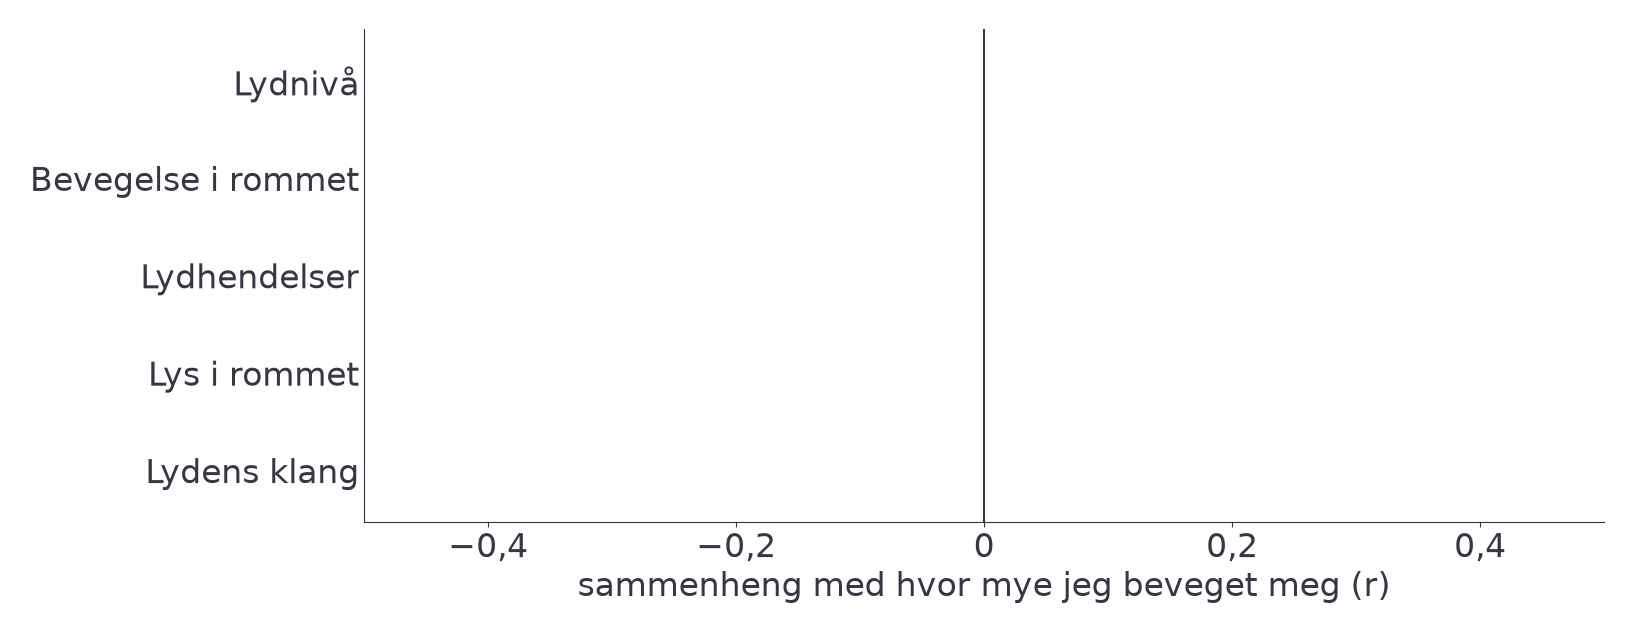 Lydnivå
Bevegelse i rommet
Lydhendelser
Lys i rommet
Lydens klang
−0,4 −0,2 0 0,2 0,4
sammenheng med hvor mye jeg beveget meg (r)